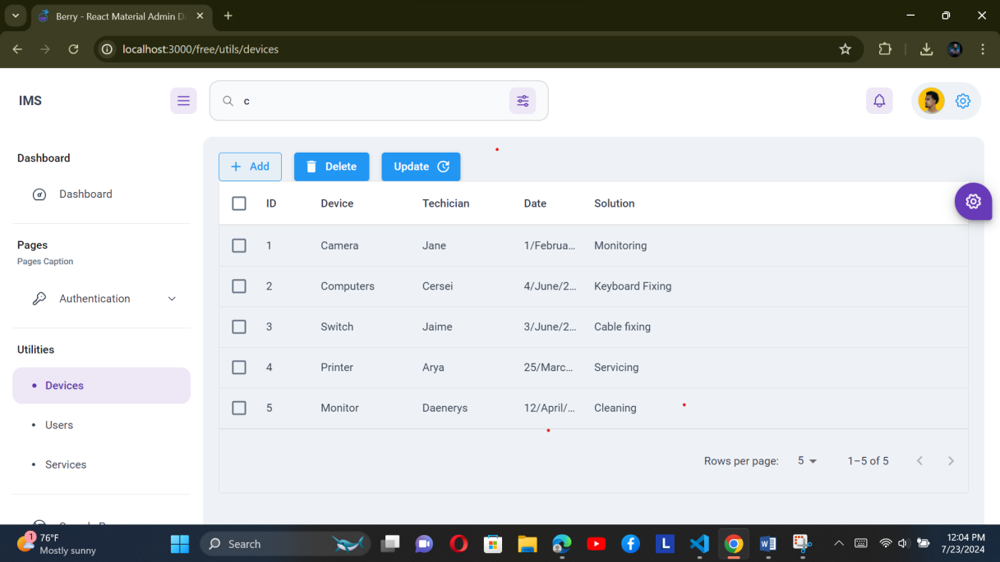 Berry - React Material Admin D
localhost:3000/free/utils/devices
IMS
c
Dashboard
Dashboard
Pages
Pages Caption
Authentication
Utilities
Devices
Users
Services
+ Add
Delete
Update
ID Device Techician Date Solution
1 Camera Jane 1/Februa... Monitoring
2 Computers Cersei 4/June/2... Keyboard Fixing
3 Switch Jaime 3/June/2... Cable fixing
4 Printer Arya 25/Marc... Servicing
5 Monitor Daenerys 12/April/... Cleaning
Rows per page: 5 1–5 of 5
1
76°F
Mostly sunny
Search
L
12:04 PM
7/23/2024